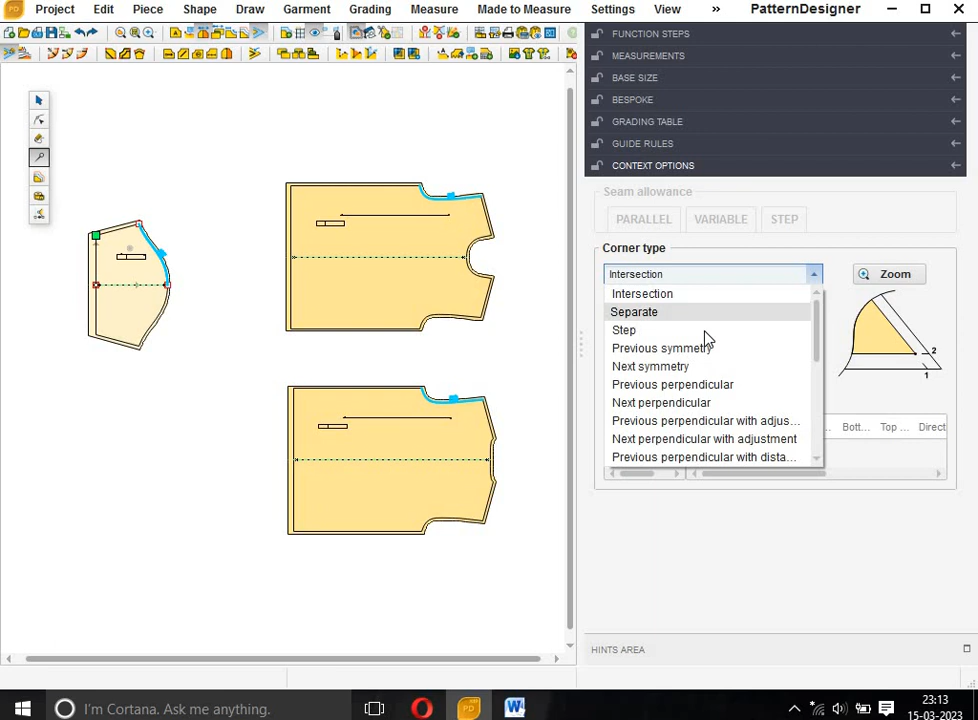 Project Edit Piece Shape Draw Garment Grading Measure Made to Measure Settings View » PatternDesigner
FUNCTION STEPS
MEASUREMENTS
BASE SIZE
BESPOKE
GRADING TABLE
GUIDE RULES
CONTEXT OPTIONS
Seam allowance
PARALLEL VARIABLE STEP
Corner type
Intersection
Zoom
Intersection
Separate
Step
Previous symmetry
Next symmetry
Previous perpendicular
Next perpendicular
Previous perpendicular with adjus...
Next perpendicular with adjustment
Previous perpendicular with dista...
2
1
... Bott... Top ... Direct
HINTS AREA
PD I'm Cortana. Ask me anything. 23:13
15-03-2023